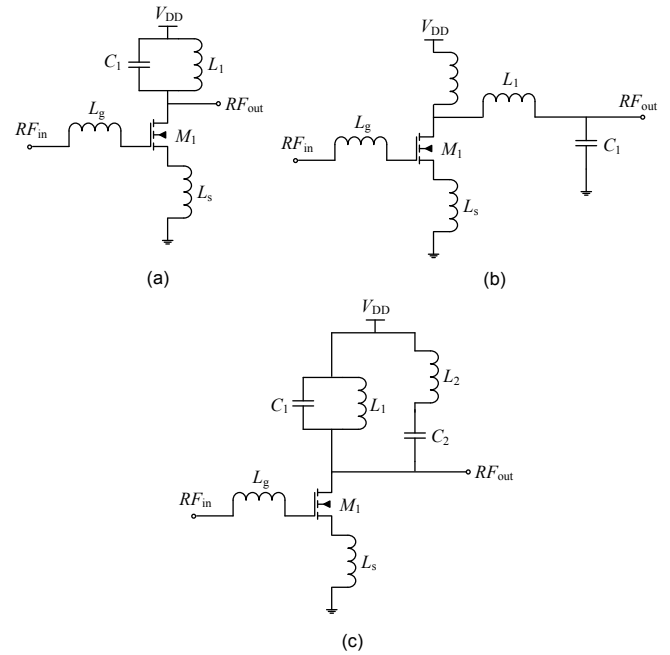 VDD
C1
L1
RFout
Lg
RFin
M1
Ls
(a)
VDD
L1
RFout
Lg
RFin
M1
C1
Ls
(b)
VDD
L2
C1
L1
C2
RFout
Lg
RFin
M1
Ls
(c)